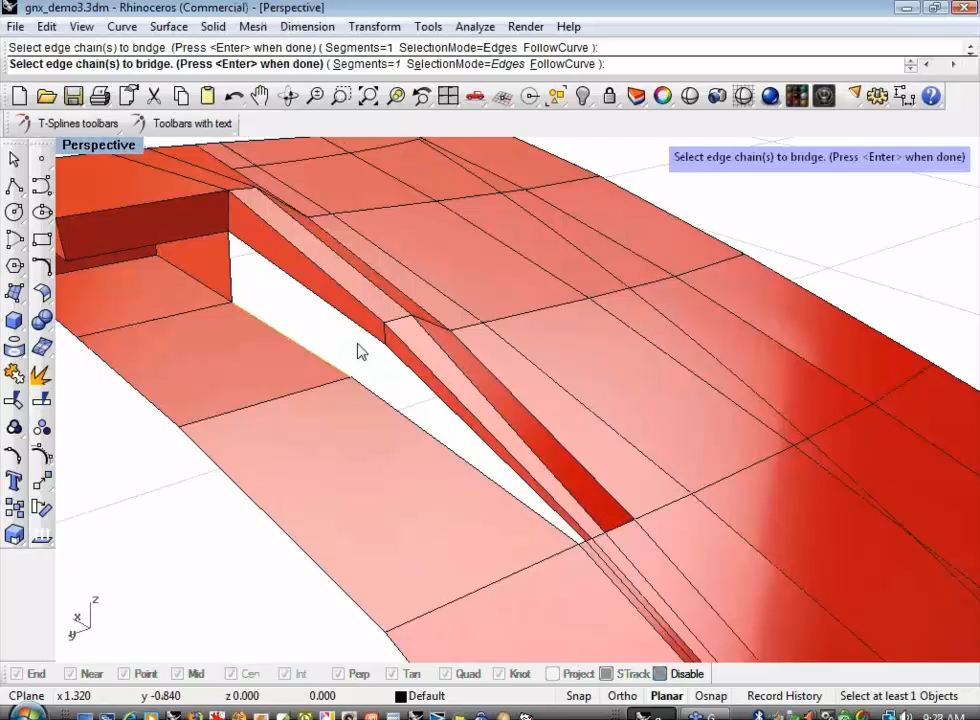 gnx_demo3.3dm - Rhinoceros (Commercial) - [Perspective]
File Edit View Curve Surface Solid Mesh Dimension Transform Tools Analyze Render Help
Select edge chain(s) to bridge (Press <Enter> when done) ( Segments=1 SelectionMode=Edges FollowCurve ):
Select edge chain(s) to bridge. (Press <Enter> when done) ( Segments=1 SelectionMode=Edges FollowCurve ):
T-Splines toolbars Toolbars with text
Perspective
Select edge chain(s) to bridge. (Press <Enter> when done)
z
x
y
End Near Point Mid Cen Int Perp Tan Quad Knot Project STrack Disable
CPlane x 1.320 y -0.840 z 0.000 0.000 Default Snap Ortho Planar Osnap Record History Select at least 1 Objects